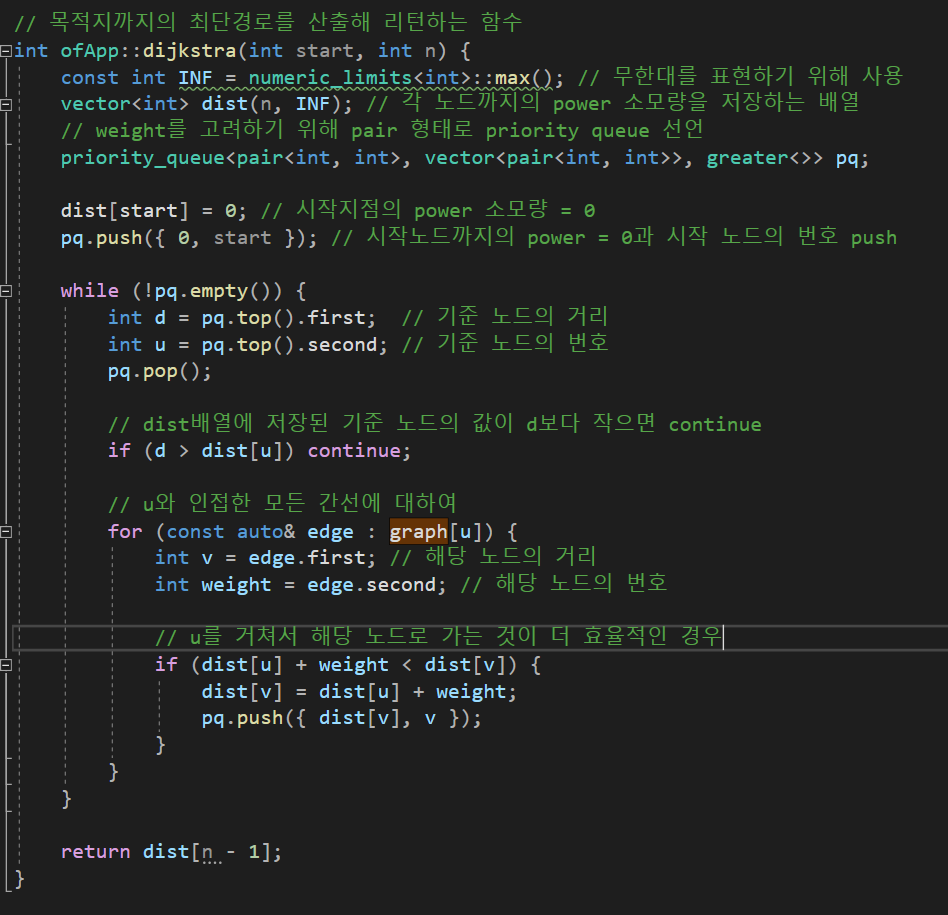 // 목적지까지의 최단경로를 산출해 리턴하는 함수
int ofApp::dijkstra(int start, int n) {
const int INF = numeric_limits<int>::max(); // 무한대를 표현하기 위해 사용
vector<int> dist(n, INF); // 각 노드까지의 power 소모량을 저장하는 배열
// weight를 고려하기 위해 pair 형태로 priority queue 선언
priority_queue<pair<int, int>, vector<pair<int, int>>, greater<>> pq;
dist[start] = 0; // 시작지점의 power 소모량 = 0
pq.push({ 0, start }); // 시작노드까지의 power = 0과 시작 노드의 번호 push
while (!pq.empty()) {
int d = pq.top().first; // 기준 노드의 거리
int u = pq.top().second; // 기준 노드의 번호
pq.pop();
// dist배열에 저장된 기준 노드의 값이 d보다 작으면 continue
if (d > dist[u]) continue;
// u와 인접한 모든 간선에 대하여
for (const auto& edge : graph[u]) {
int v = edge.first; // 해당 노드의 거리
int weight = edge.second; // 해당 노드의 번호
// u를 거쳐서 해당 노드로 가는 것이 더 효율적인 경우
if (dist[u] + weight < dist[v]) {
dist[v] = dist[u] + weight;
pq.push({ dist[v], v });
}
}
}
return dist[n - 1];
}